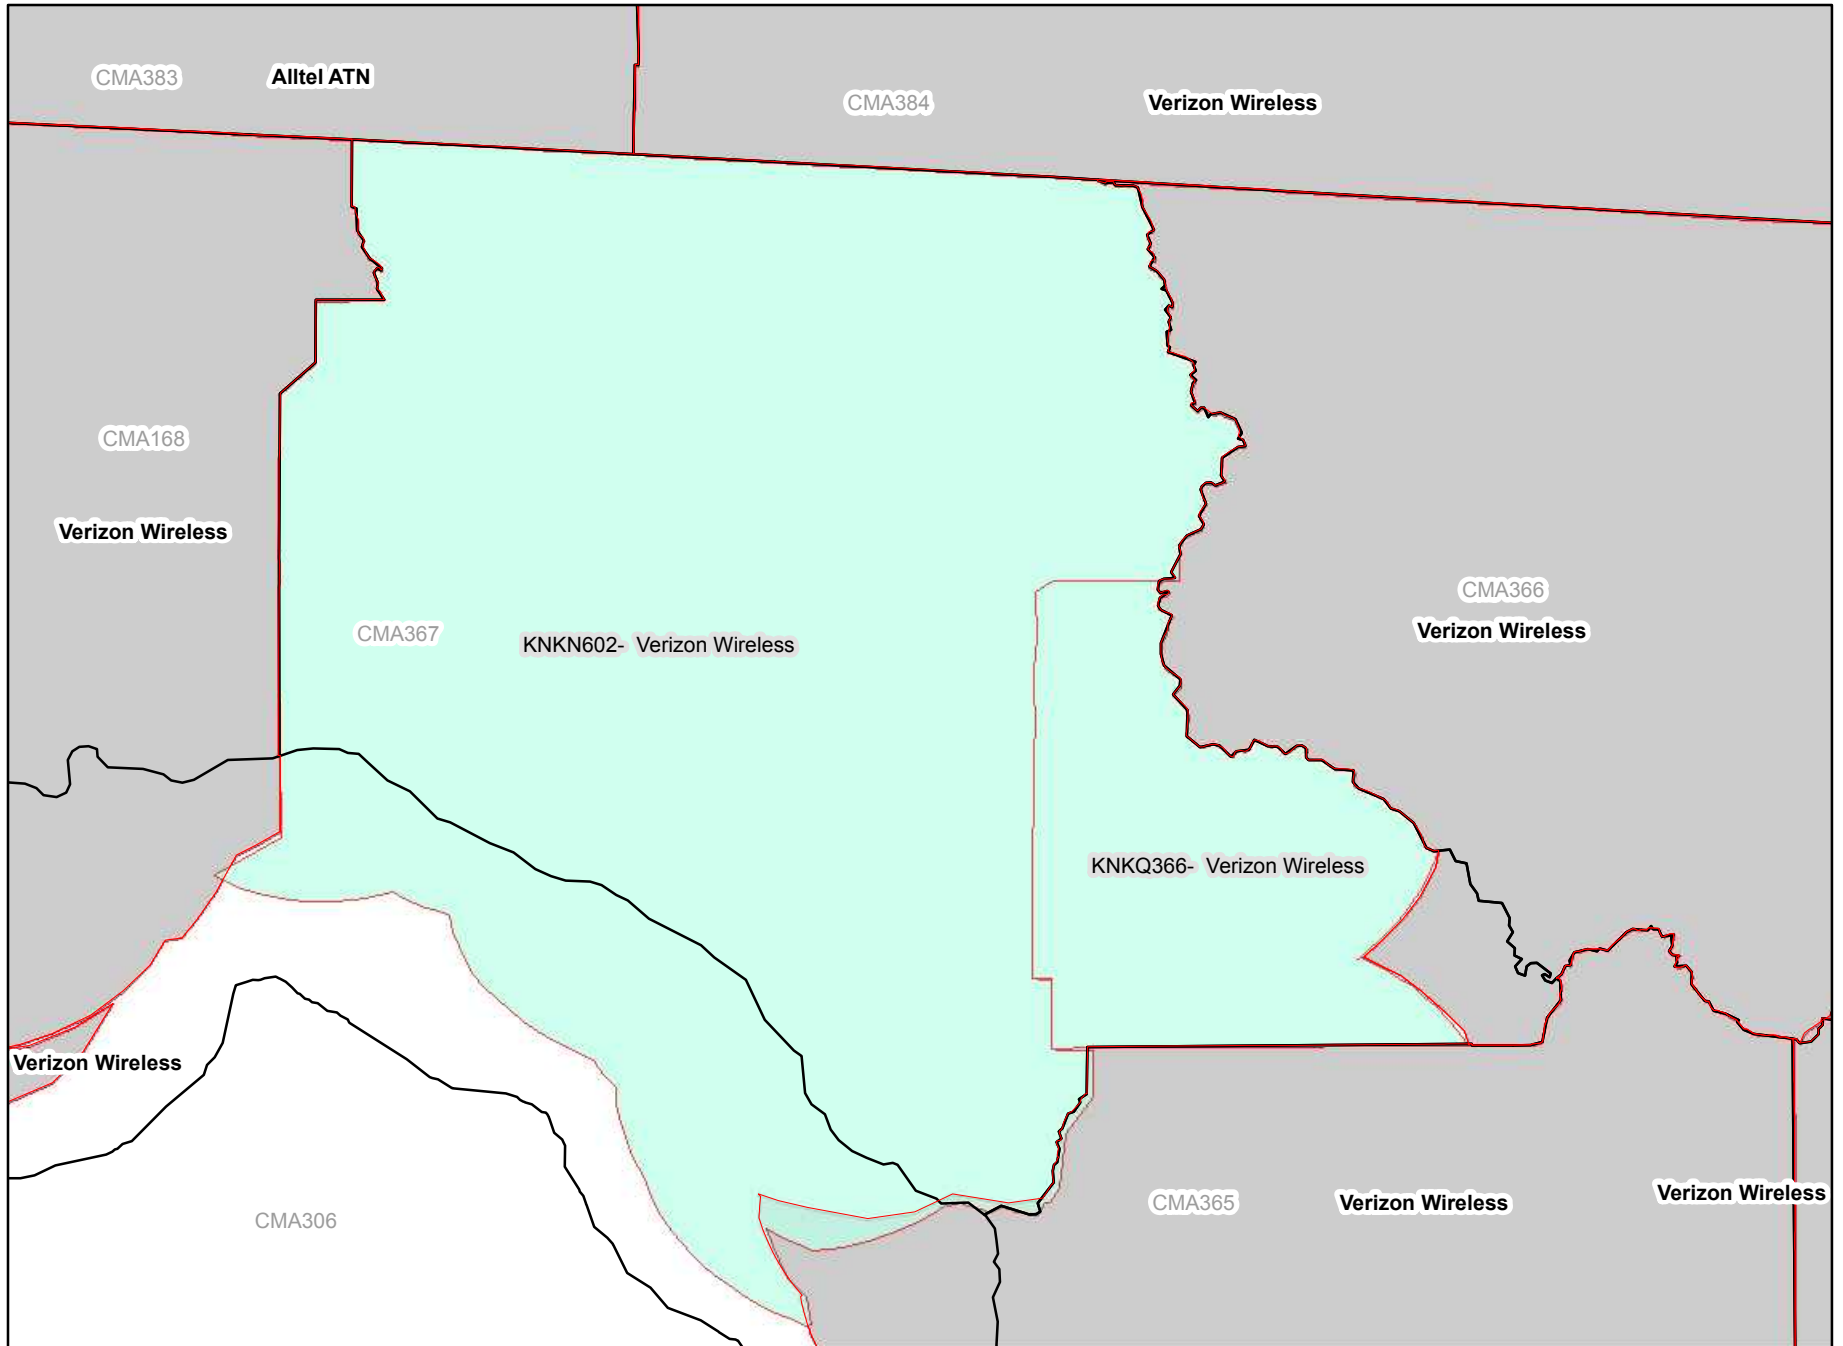 CMA383
Alltel ATN
CMA384
Verizon Wireless
CMA168
Verizon Wireless
CMA367
KNKN602-  Verizon Wireless
CMA366
Verizon Wireless
KNKQ366-  Verizon Wireless
Verizon Wireless
CMA306
CMA365
Verizon Wireless
Verizon Wireless